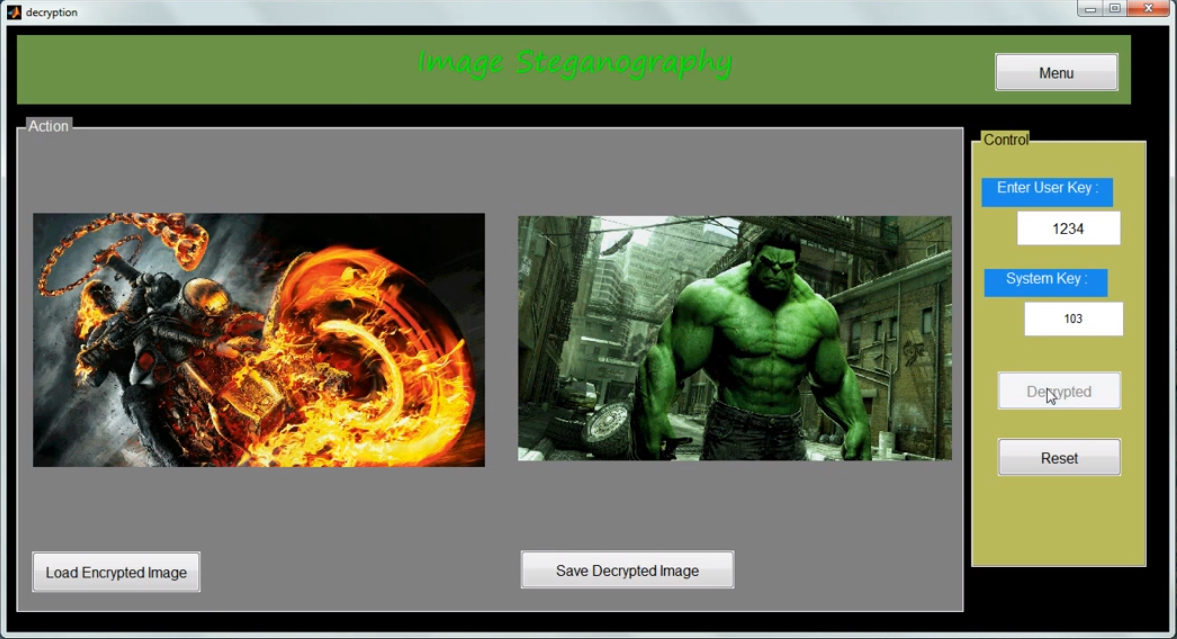 decryption
Image Steganography
Menu
Action
Control
Enter User Key :
1234
System Key :
103
Decrypted
Reset
Load Encrypted Image
Save Decrypted Image